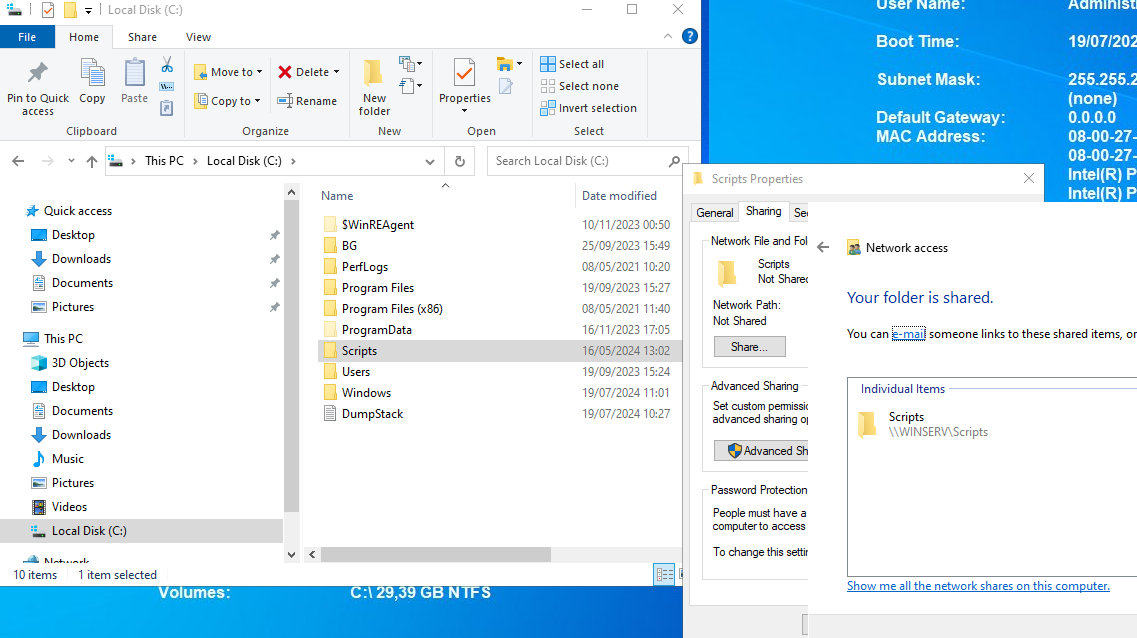 Local Disk (C:)
File
Home
Share
View
Pin to Quick access
Copy
Paste
Move to
Copy to
Delete
Rename
New folder
Properties
Select all
Select none
Invert selection
Clipboard
Organize
New
Open
Select
This PC
Local Disk (C:)
Search Local Disk (C:)
Quick access
Desktop
Downloads
Documents
Pictures
This PC
3D Objects
Desktop
Documents
Downloads
Music
Pictures
Videos
Local Disk (C:)
Network
Name Date modified
$WinREAgent 10/11/2023 00:50
BG 25/09/2023 15:49
PerfLogs 08/05/2021 10:20
Program Files 19/09/2023 15:27
Program Files (x86) 08/05/2021 11:40
ProgramData 16/11/2023 17:05
Scripts 16/05/2024 13:02
Users 19/09/2023 15:24
Windows 19/07/2024 11:01
DumpStack 19/07/2024 10:27
10 items 1 item selected
Volumes: C:\ 29,39 GB NTFS
User Name: Administ
Boot Time: 19/07/202
Subnet Mask: 255.255.2
(none)
Default Gateway: 0.0.0.0
MAC Address: 08-00-27-
08-00-27-
Intel(R) P
Intel(R) P
Scripts Properties
General
Sharing
Sec
Network File and Fol
Scripts
Not Shared
Network Path:
Not Shared
Share...
Advanced Sharing
Set custom permissio
advanced sharing op
Advanced Sh
Password Protection
People must have a
computer to access
To change this settin
Network access
Your folder is shared.
You can e-mail someone links to these shared items, or
Individual Items
Scripts
\\WINSERV\Scripts
Show me all the network shares on this computer.